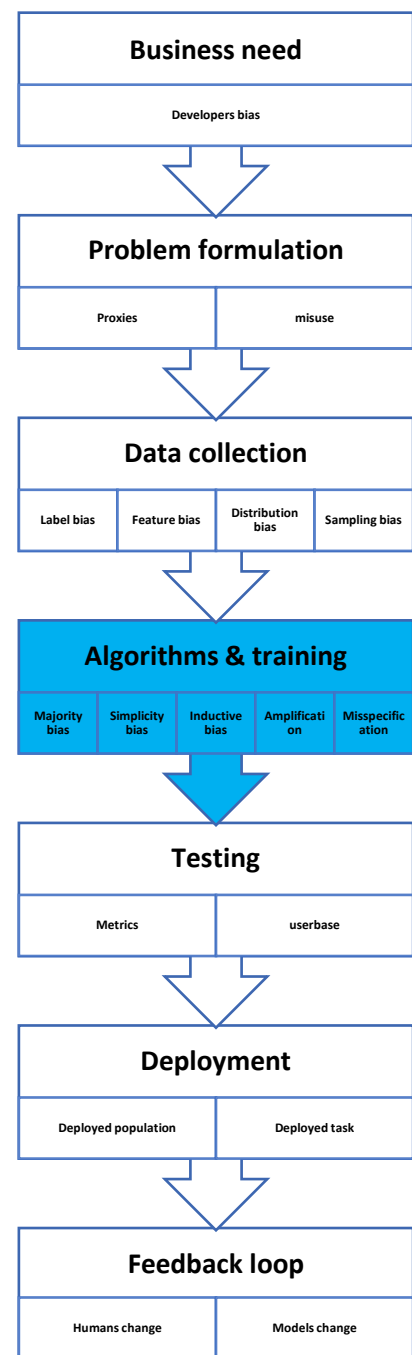 Business need
Developers bias
Problem formulation
Proxies
misuse
Data collection
Label bias
Feature bias
Distribution
bias
Sampling bias
Algorithms & training
Majority
bias
Simplicity
bias
Inductive
bias
Amplificati
on
Misspecific
ation
Testing
Metrics
userbase
Deployment
Deployed population
Deployed task
Feedback loop
Humans change
Models change